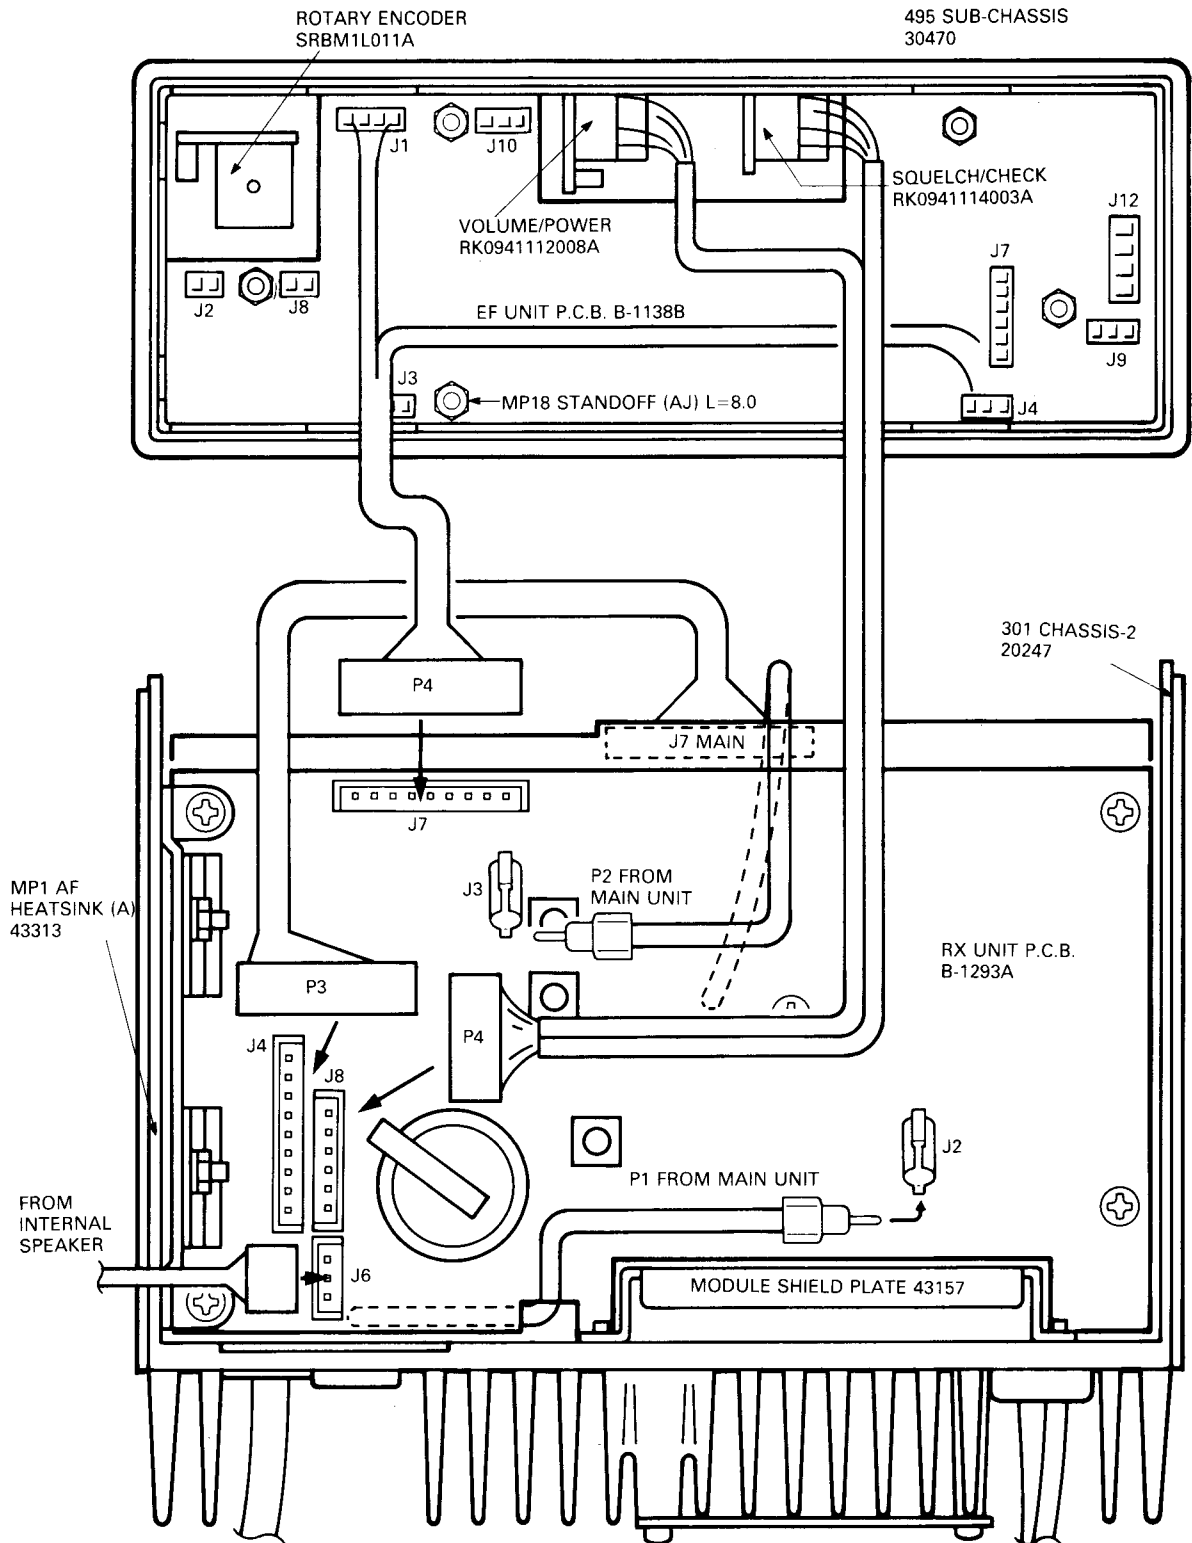 ROTARY ENCODER
SRBM1L011A
495 SUB-CHASSIS
30470
J1
J10
SQUELCH/CHECK
RK0941114003A
VOLUME/POWER
RK0941112008A
J12
J7
J2
J8
EF UNIT P.C.B. B-1138B
J9
J3
MP18 STANDOFF (AJ) L=8.0
J4
301 CHASSIS-2
20247
P4
J7 MAIN
J7
MP1 AF
HEATSINK (A)
43313
J3
P2 FROM
MAIN UNIT
RX UNIT P.C.B.
B-1293A
P3
P4
J4
J8
J2
P1 FROM MAIN UNIT
FROM
INTERNAL
SPEAKER
J6
MODULE SHIELD PLATE 43157